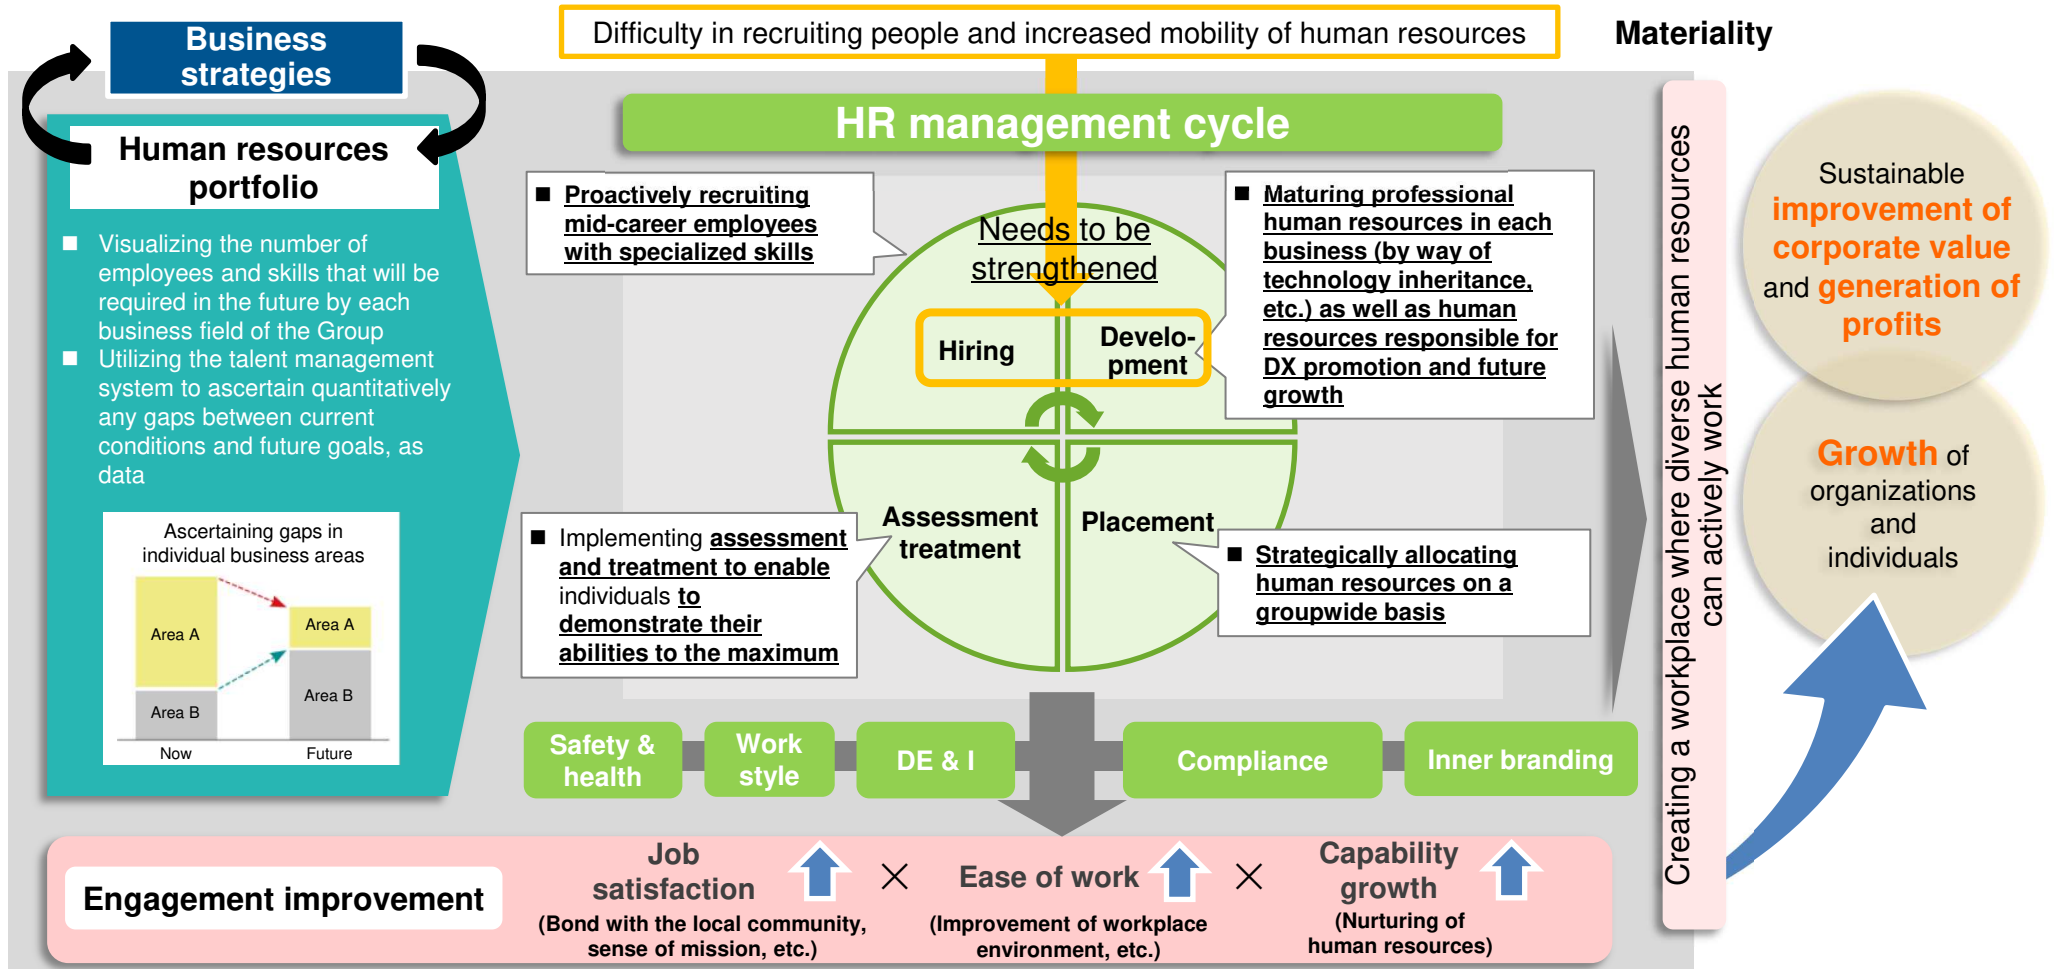 Business
strategies
Difficulty in recruiting people and increased mobility of human resources
Materiality
Human resources
portfolio
■ Visualizing the number of
employees and skills that will be
required in the future by each
business field of the Group
■ Utilizing the talent management
system to ascertain quantitatively
any gaps between current
conditions and future goals, as
data
Ascertaining gaps in
individual business areas
Area A
Area B
Area A
Area B
Now
Future
HR management cycle
■ Proactively recruiting
mid-career employees
with specialized skills
Needs to be
strengthened
■ Maturing professional
human resources in each
business (by way of
technology inheritance,
etc.) as well as human
resources responsible for
DX promotion and future
growth
Hiring
Develo-
pment
Assessment
treatment
Placement
■ Implementing assessment
and treatment to enable
individuals to
demonstrate their
abilities to the maximum
■ Strategically allocating
human resources on a
groupwide basis
Safety &
health
Work
style
DE & I
Compliance
Inner branding
Engagement improvement
Job
satisfaction
(Bond with the local community,
sense of mission, etc.)
×
Ease of work
(Improvement of workplace
environment, etc.)
×
Capability
growth
(Nurturing of
human resources)
Creating a workplace where diverse human resources
can actively work
Sustainable
improvement of
corporate value
and generation of
profits
Growth of
organizations
and
individuals